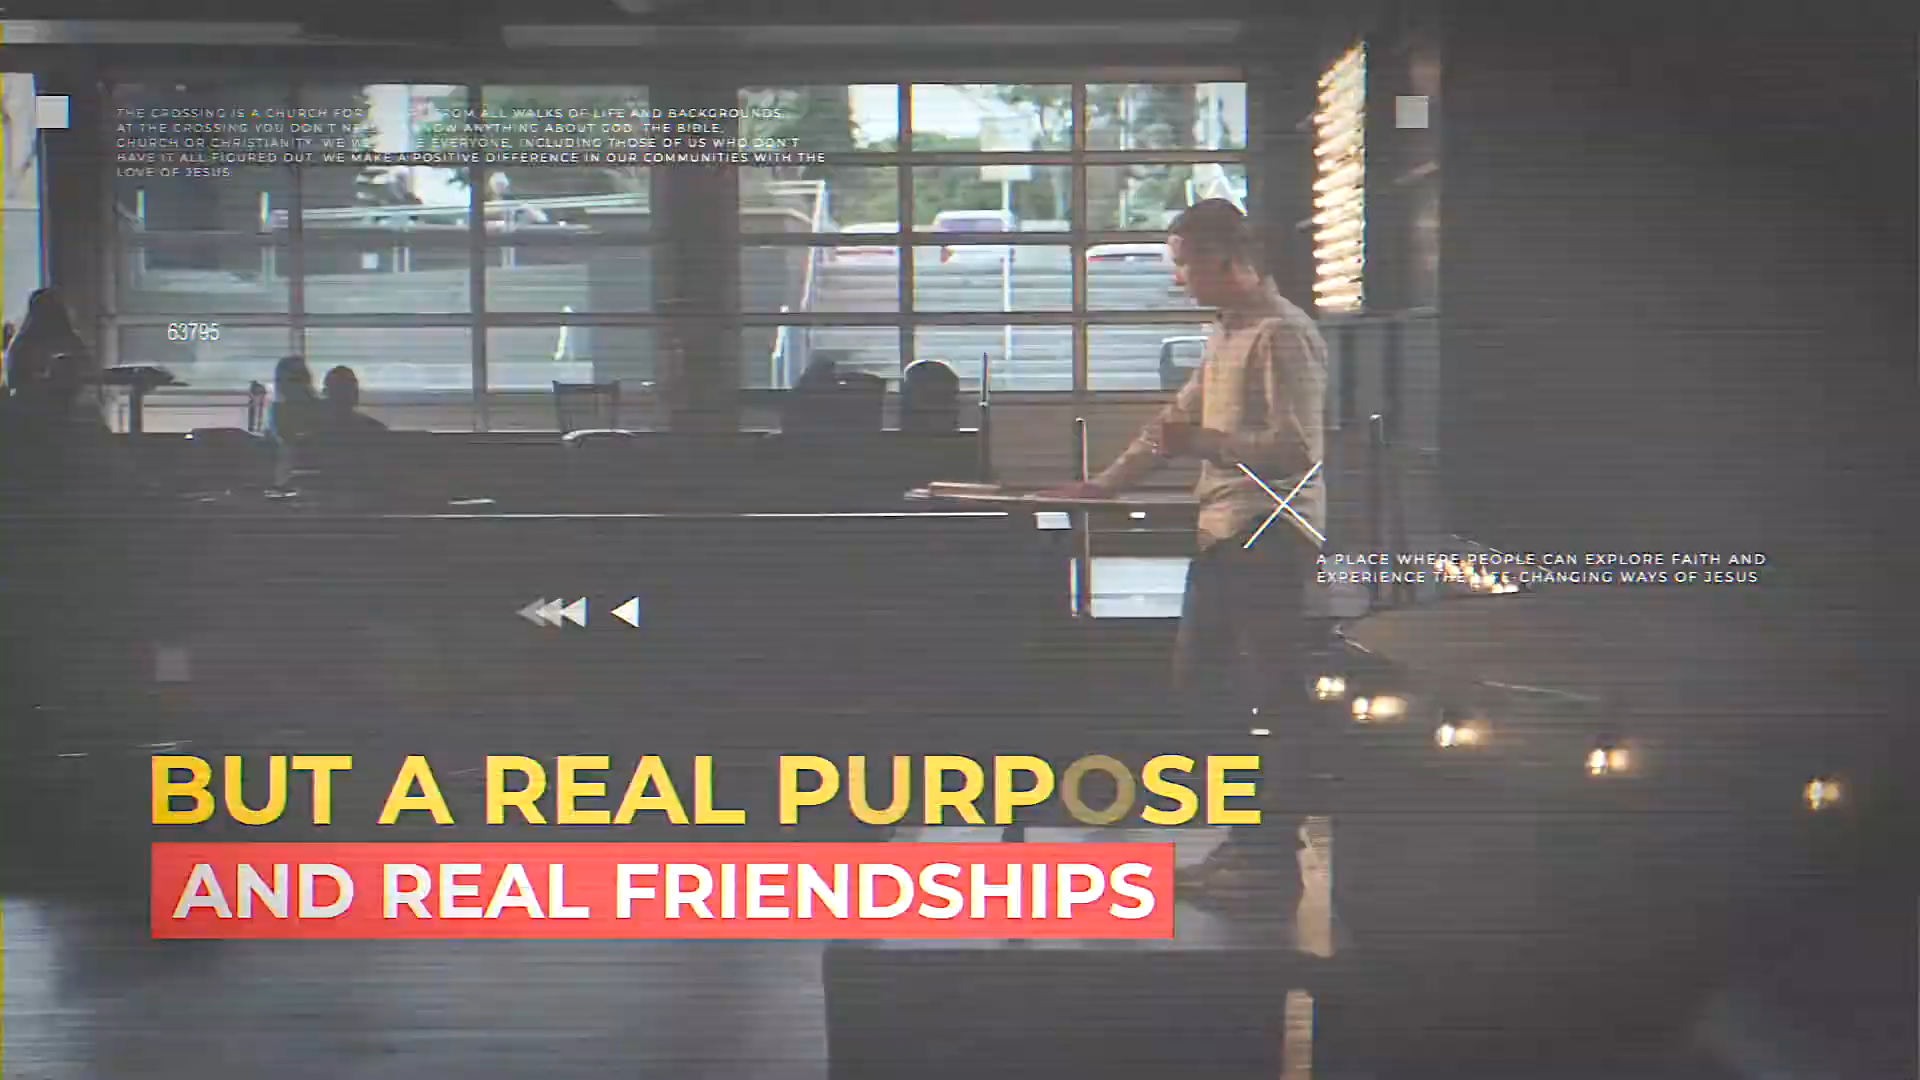 THE CROSSING IS A CHURCH FOR FROM ALL WALKS OF LIFE AND BACKGROUNDS.
AT THE CROSSING YOU DON'T NEED KNOW ANYTHING ABOUT GOD, THE BIBLE,
CHURCH OR CHRISTIANITY. WE EVERYONE, INCLUDING THOSE OF US WHO DON'T
HAVE IT ALL FIGURED OUT. WE MAKE A POSITIVE DIFFERENCE IN OUR COMMUNITIES WITH THE
LOVE OF JESUS.
63795
A PLACE WHERE PEOPLE CAN EXPLORE FAITH AND
EXPERIENCE THE LIFE-CHANGING WAYS OF JESUS
BUT A REAL PURPOSE
AND REAL FRIENDSHIPS